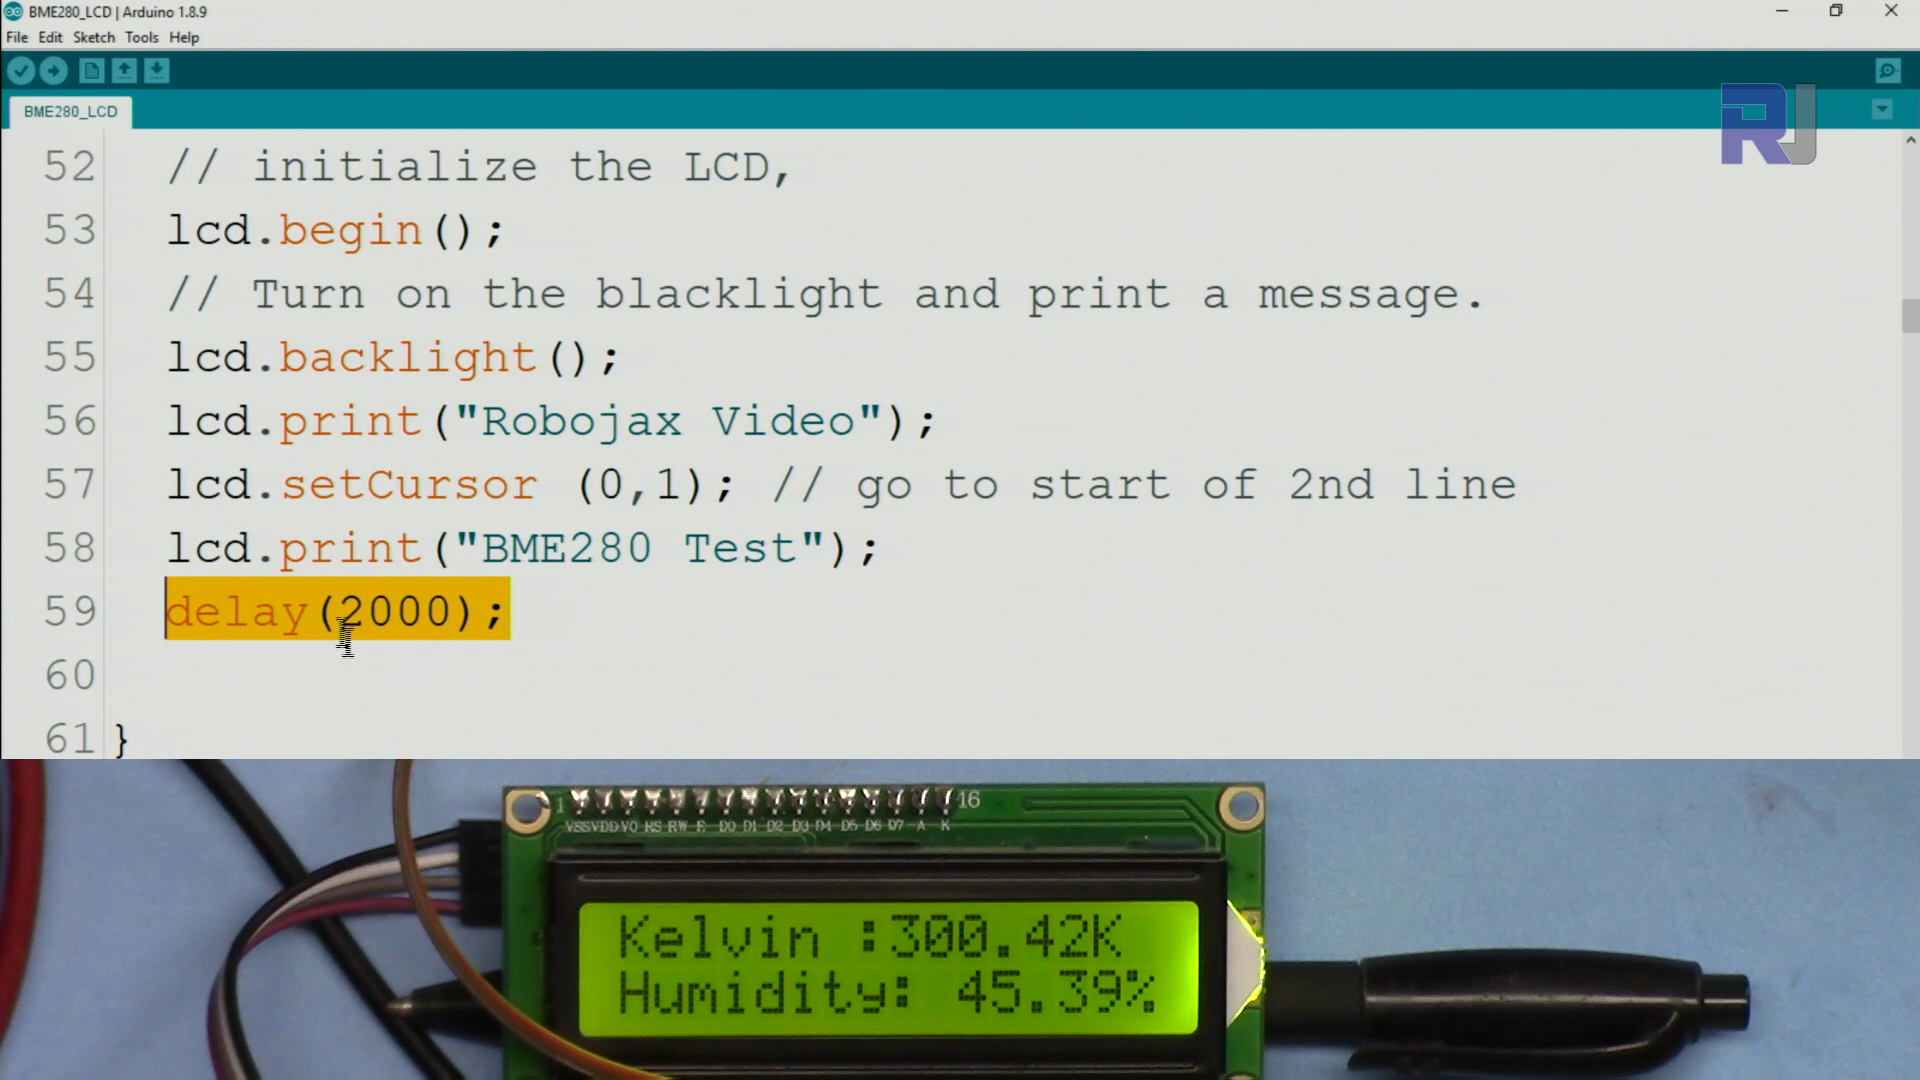 BME280_LCD | Arduino 1.8.9
File Edit Sketch Tools Help
BME280_LCD
RJ
52 // initialize the LCD,
53 lcd.begin();
54 // Turn on the blacklight and print a message.
55 lcd.backlight();
56 lcd.print("Robojax Video");
57 lcd.setCursor (0,1); // go to start of 2nd line
58 lcd.print("BME280 Test");
59 delay(2000);
60
61 }
1 16
VSS VDD VO RS RW E D0 D1 D2 D3 D4 D5 D6 D7 A K
Kelvin :300.42K
Humidity: 45.39%